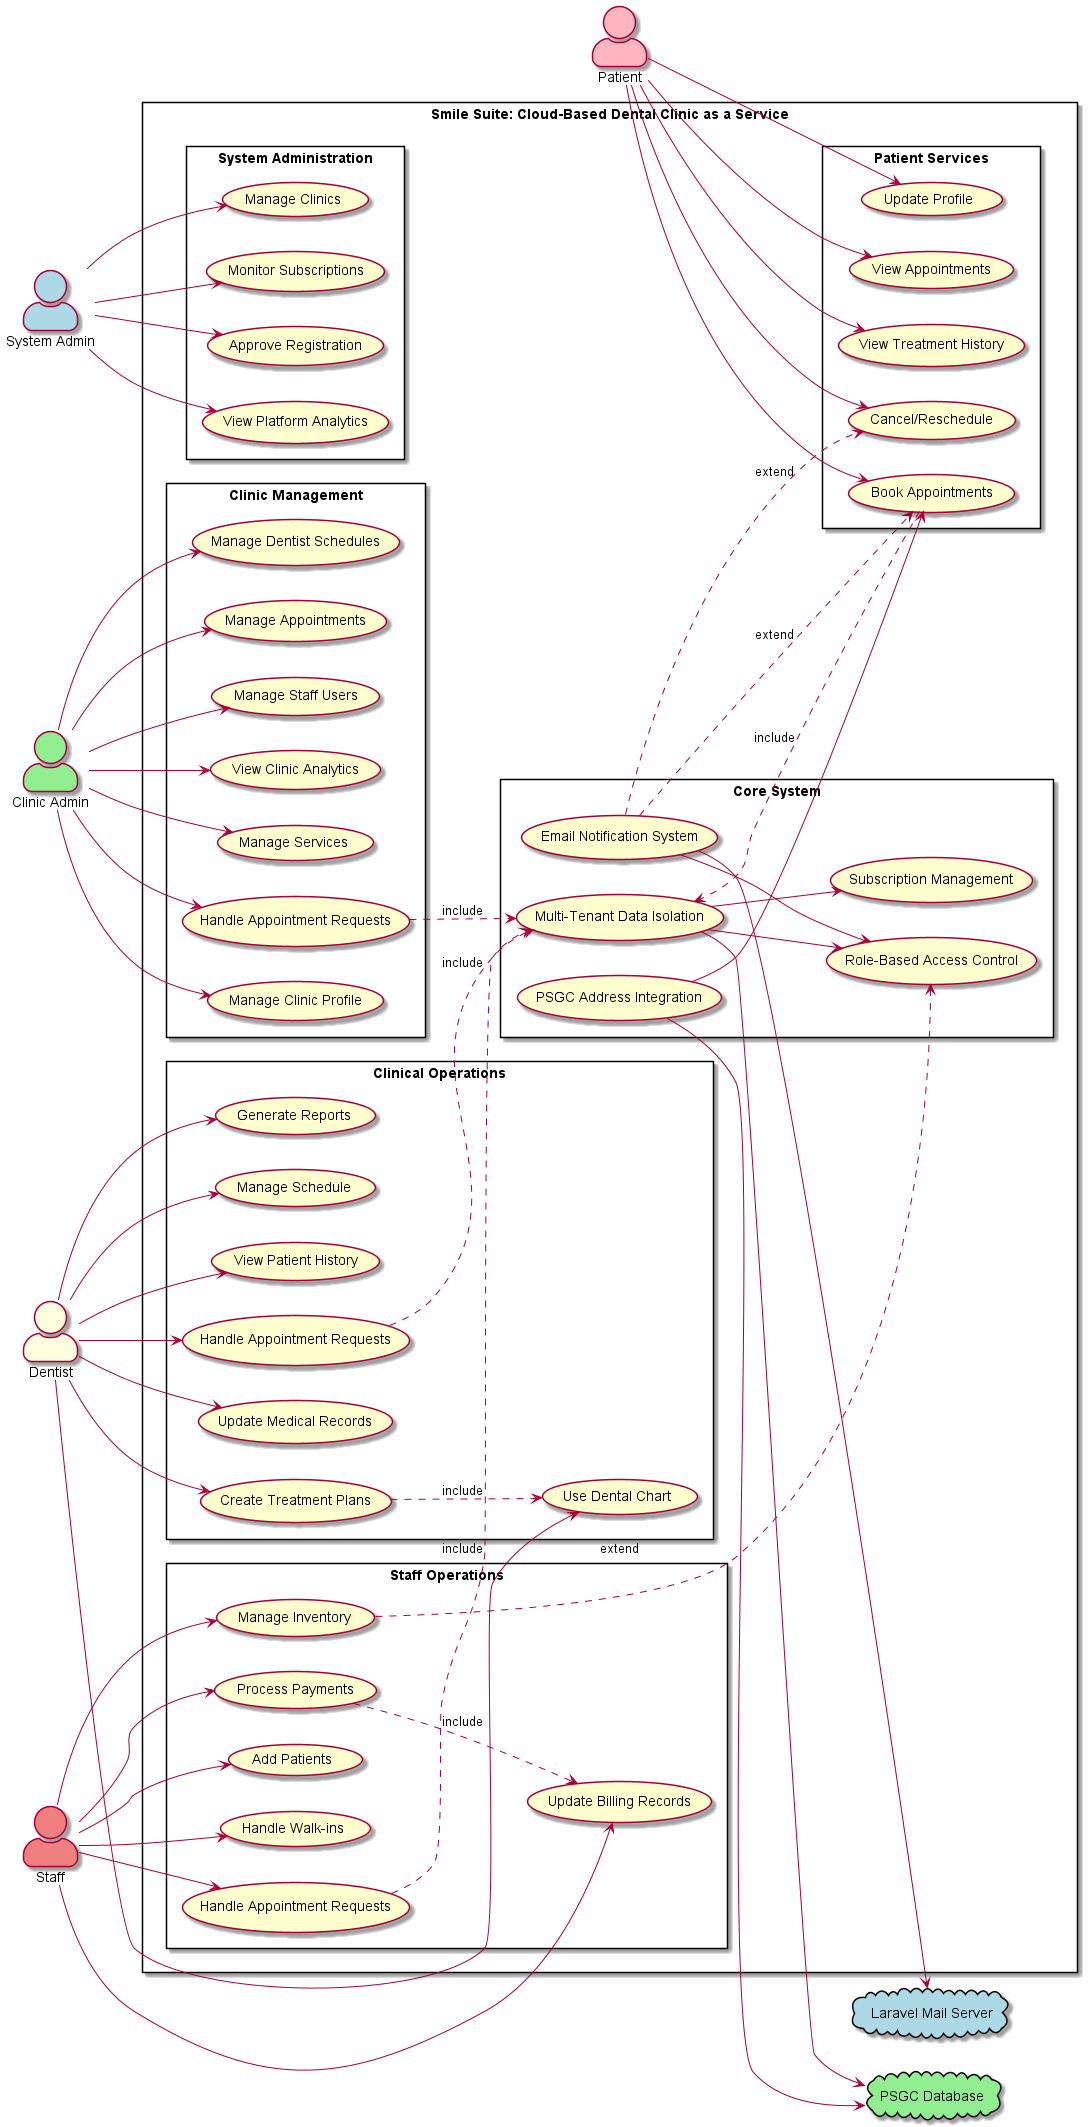 Patient
Smile Suite: Cloud-Based Dental Clinic as a Service
System Administration
Manage Clinics
Monitor Subscriptions
Approve Registration
View Platform Analytics
System Admin
Patient Services
Update Profile
View Appointments
View Treatment History
Cancel/Reschedule
Book Appointments
extend
extend
include
Clinic Management
Manage Dentist Schedules
Manage Appointments
Manage Staff Users
View Clinic Analytics
Manage Services
Handle Appointment Requests
Manage Clinic Profile
Clinic Admin
include
include
Core System
Email Notification System
Multi-Tenant Data Isolation
PSGC Address Integration
Subscription Management
Role-Based Access Control
Clinical Operations
Generate Reports
Manage Schedule
View Patient History
Handle Appointment Requests
Update Medical Records
Create Treatment Plans
include
Use Dental Chart
Dentist
include
extend
Staff Operations
Manage Inventory
Process Payments
include
Add Patients
Update Billing Records
Handle Walk-ins
Handle Appointment Requests
Staff
Laravel Mail Server
PSGC Database